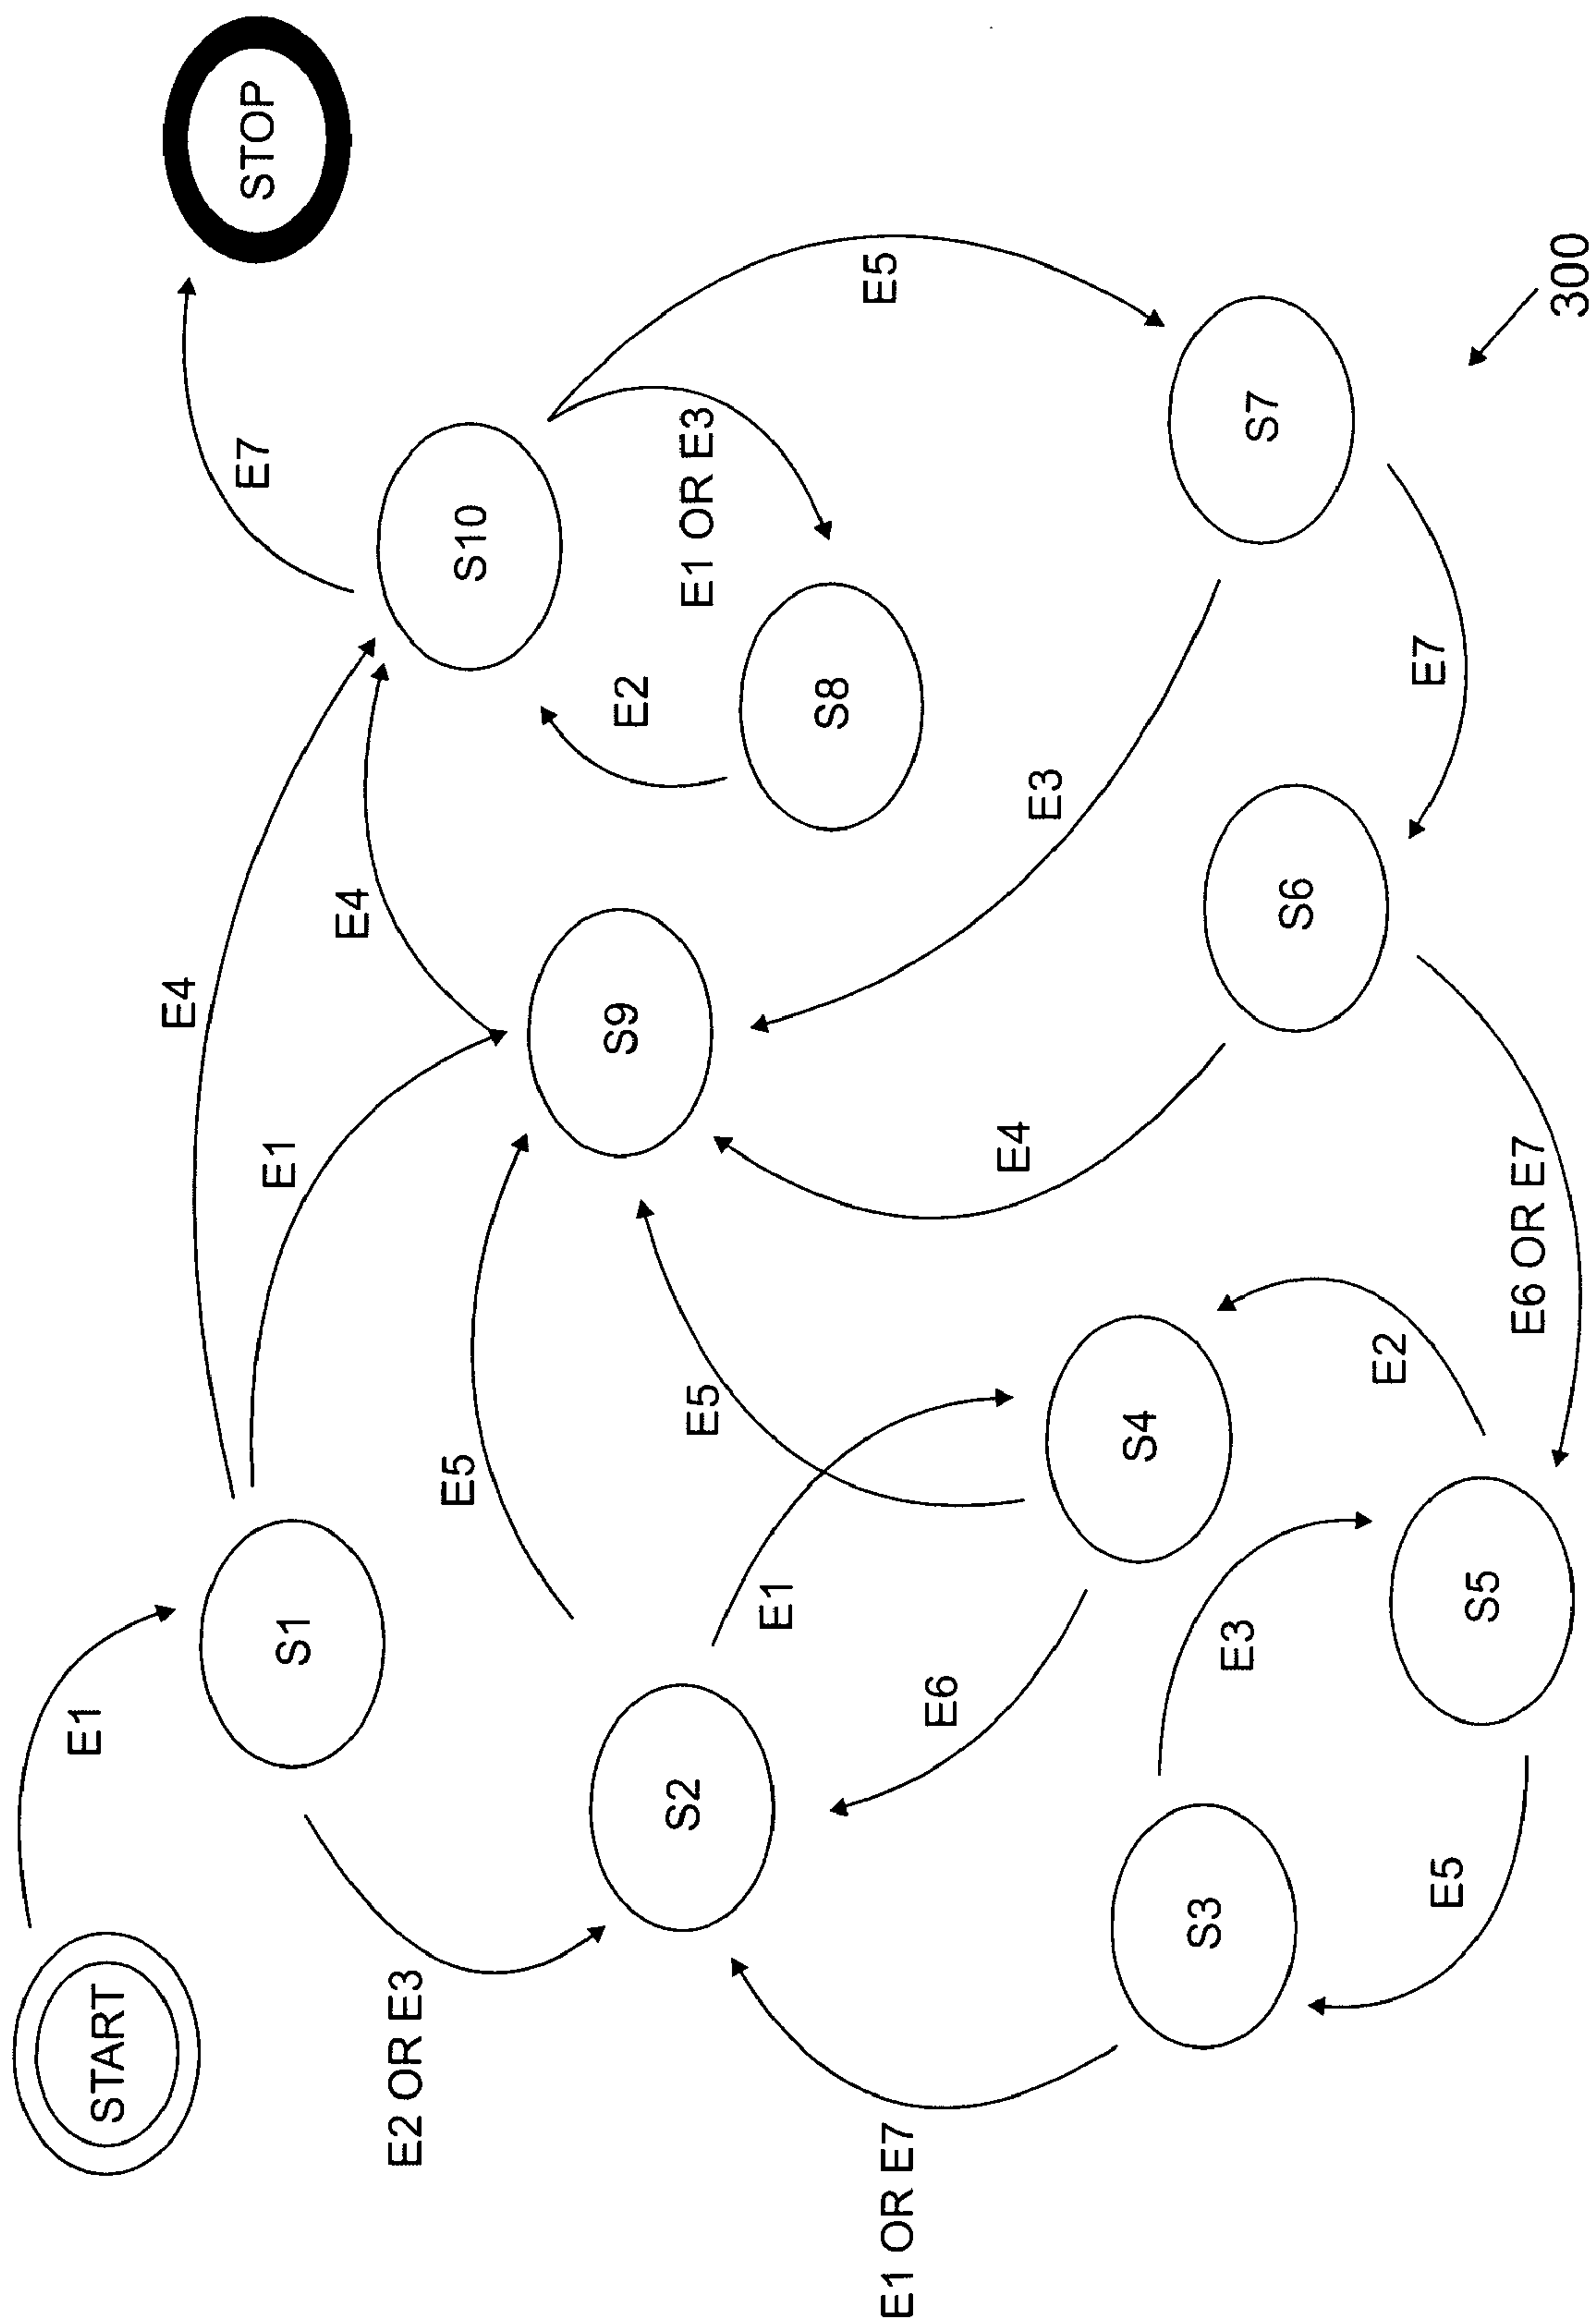 STOP
E7
S10
E5
E1 OR E3
E2
S8
S7
300
E4
E4
E3
E7
S9
S6
E1
E5
E5
E4
E6 OR E7
E2
S4
S1
E1
E1
S2
E6
E3
S5
S3
E5
START
E2 OR E3
E1 OR E7